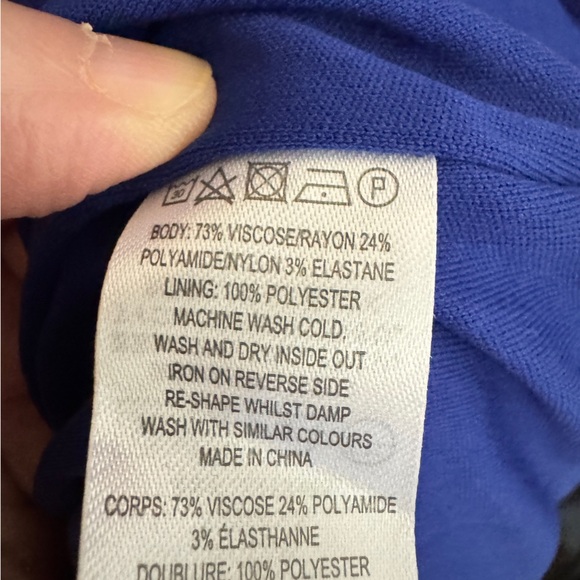 30
P
BODY: 73% VISCOSE/RAYON 24%
POLYAMIDE/NYLON 3% ELASTANE
LINING: 100% POLYESTER
MACHINE WASH COLD.
WASH AND DRY INSIDE OUT
IRON ON REVERSE SIDE
RE-SHAPE WHILST DAMP
WASH WITH SIMILAR COLOURS
MADE IN CHINA
CORPS: 73% VISCOSE 24% POLYAMIDE
3% ÉLASTHANNE
DOUBLURE: 100% POLYESTER